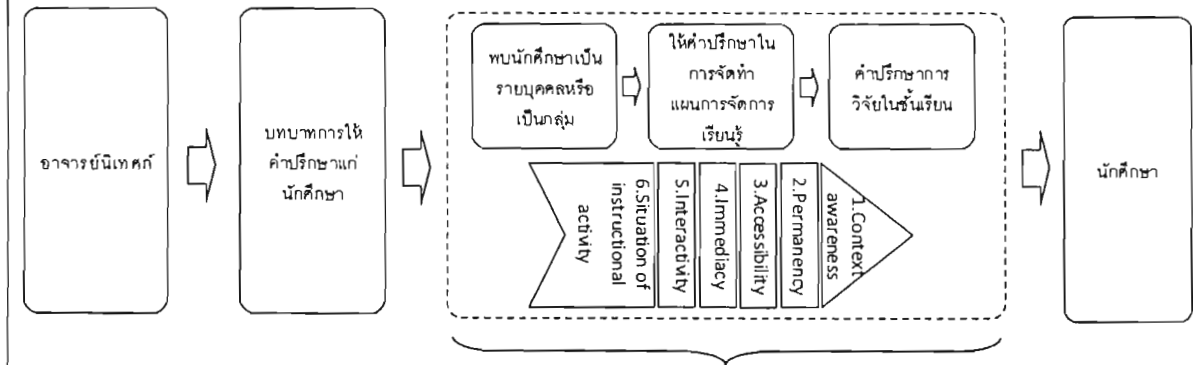 อาจารย์นิเทศก์
บทบาทการให้
คำปรึกษาแก่
นักศึกษา
พบนักศึกษาเป็น
รายบุคคลหรือ
เป็นกลุ่ม
ให้คำปรึกษาใน
การจัดทำ
แผนการจัดการ
เรียนรู้
คำปรึกษาการ
วิจัยในชั้นเรียน
6.Situation of
instructional
activity
5.Interactivity
4.Immediacy
3.Accessibility
2.Permanency
1.Context
awareness
นักศึกษา